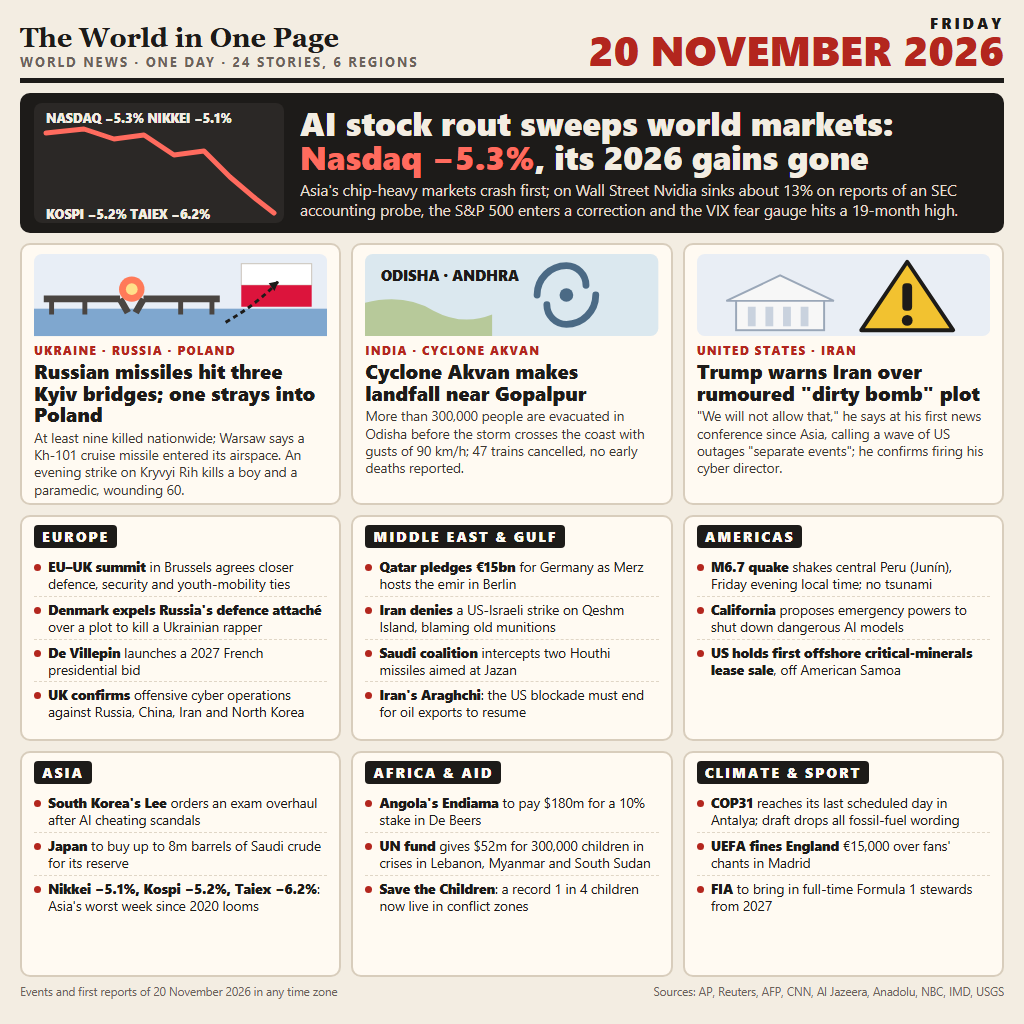 The World in One Page
WORLD NEWS · ONE DAY · 24 STORIES, 6 REGIONS
FRIDAY
20 NOVEMBER 2026
NASDAQ −5.3% NIKKEI −5.1%
KOSPI −5.2% TAIEX −6.2%
AI stock rout sweeps world markets:
Nasdaq −5.3%, its 2026 gains gone
Asia's chip-heavy markets crash first; on Wall Street Nvidia sinks about 13% on reports of an SEC
accounting probe, the S&P 500 enters a correction and the VIX fear gauge hits a 19-month high.
UKRAINE · RUSSIA · POLAND
Russian missiles hit three
Kyiv bridges; one strays into
Poland
At least nine killed nationwide; Warsaw says a
Kh-101 cruise missile entered its airspace. An
evening strike on Kryvyi Rih kills a boy and a
paramedic, wounding 60.
ODISHA · ANDHRA
INDIA · CYCLONE AKVAN
Cyclone Akvan makes
landfall near Gopalpur
More than 300,000 people are evacuated in
Odisha before the storm crosses the coast with
gusts of 90 km/h; 47 trains cancelled, no early
deaths reported.
UNITED STATES · IRAN
Trump warns Iran over
rumoured "dirty bomb" plot
"We will not allow that," he says at his first news
conference since Asia, calling a wave of US
outages "separate events"; he confirms firing his
cyber director.
EUROPE
EU–UK summit in Brussels agrees closer
defence, security and youth-mobility ties
Denmark expels Russia's defence attaché
over a plot to kill a Ukrainian rapper
De Villepin launches a 2027 French
presidential bid
UK confirms offensive cyber operations
against Russia, China, Iran and North Korea
MIDDLE EAST & GULF
Qatar pledges €15bn for Germany as Merz
hosts the emir in Berlin
Iran denies a US-Israeli strike on Qeshm
Island, blaming old munitions
Saudi coalition intercepts two Houthi
missiles aimed at Jazan
Iran's Araghchi: the US blockade must end
for oil exports to resume
AMERICAS
M6.7 quake shakes central Peru (Junín),
Friday evening local time; no tsunami
California proposes emergency powers to
shut down dangerous AI models
US holds first offshore critical-minerals
lease sale, off American Samoa
ASIA
South Korea's Lee orders an exam overhaul
after AI cheating scandals
Japan to buy up to 8m barrels of Saudi crude
for its reserve
Nikkei −5.1%, Kospi −5.2%, Taiex −6.2%:
Asia's worst week since 2020 looms
AFRICA & AID
Angola's Endiama to pay $180m for a 10%
stake in De Beers
UN fund gives $52m for 300,000 children in
crises in Lebanon, Myanmar and South Sudan
Save the Children: a record 1 in 4 children
now live in conflict zones
CLIMATE & SPORT
COP31 reaches its last scheduled day in
Antalya; draft drops all fossil-fuel wording
UEFA fines England €15,000 over fans'
chants in Madrid
FIA to bring in full-time Formula 1 stewards
from 2027
Events and first reports of 20 November 2026 in any time zone
Sources: AP, Reuters, AFP, CNN, Al Jazeera, Anadolu, NBC, IMD, USGS